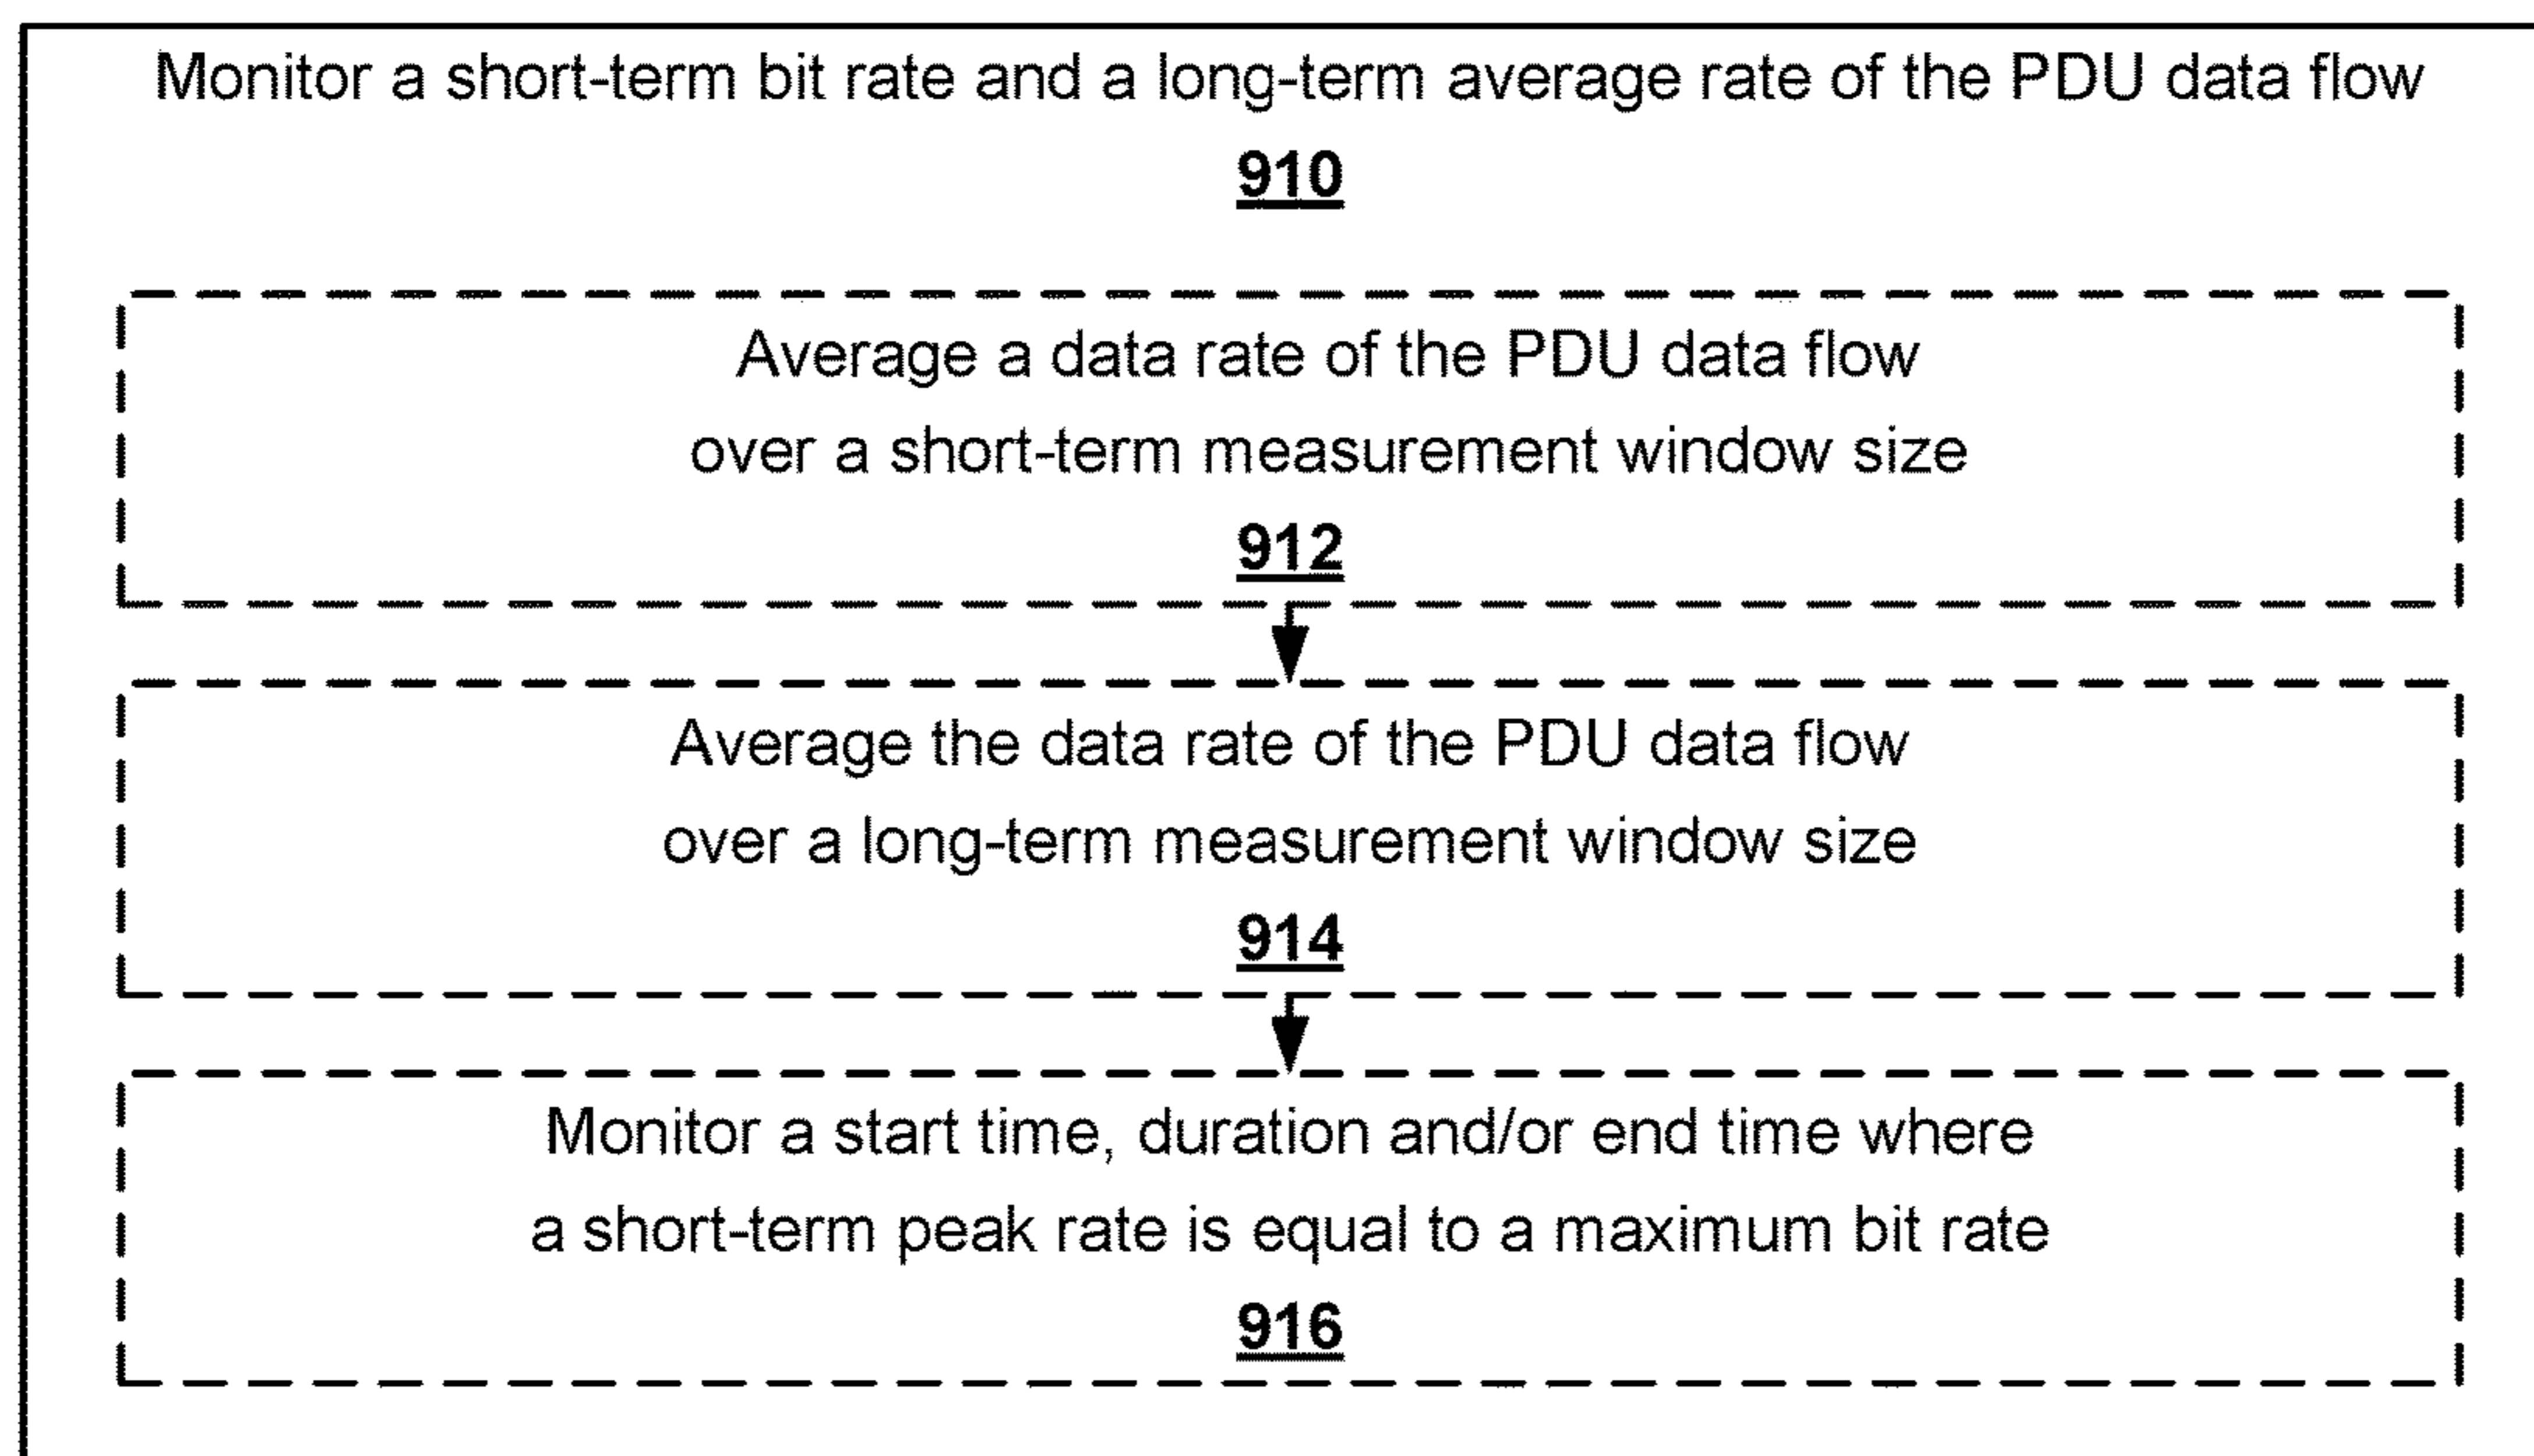 Monitor a short-term bit rate and a long-term average rate of the PDU data flow
910
Average a data rate of the PDU data flow
over a short-term measurement window size
912
Average the data rate of the PDU data flow
over a long-term measurement window size
914
Monitor a start time, duration and/or end time where
a short-term peak rate is equal to a maximum bit rate
916